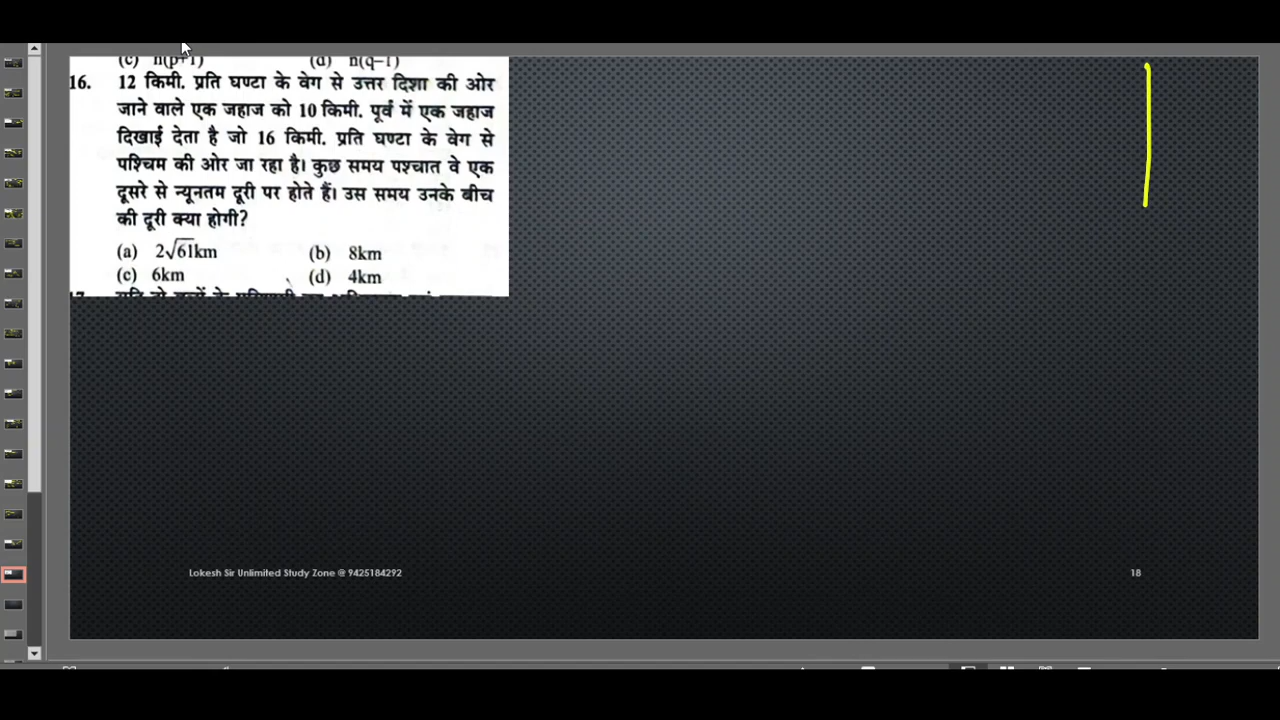 (c) n(p+1) (d) n(q−1)
16. 12 किमी. प्रति घण्टा के वेग से उत्तर दिशा की ओर
जाने वाले एक जहाज को 10 किमी. पूर्व में एक जहाज
दिखाई देता है जो 16 किमी. प्रति घण्टा के वेग से
पश्चिम की ओर जा रहा है। कुछ समय पश्चात वे एक
दूसरे से न्यूनतम दूरी पर होते हैं। उस समय उनके बीच
की दूरी क्या होगी?
(a) 2√61km (b) 8km
(c) 6km (d) 4km
Lokesh Sir Unlimited Study Zone @ 9425184292 18